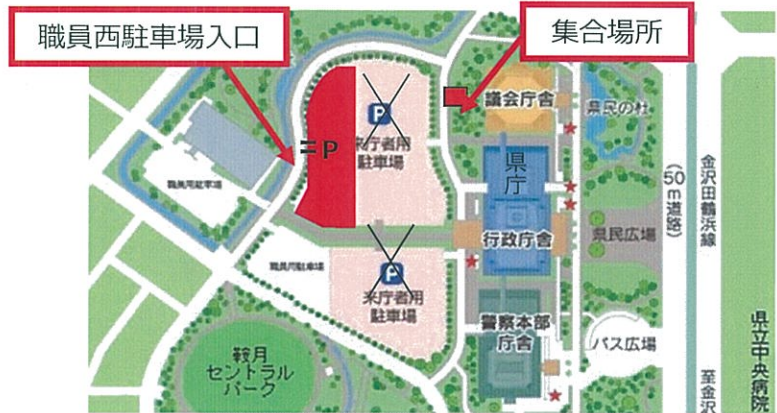 職員西駐車場入口
集合場所
議会庁舎
県民の杜
P
来庁者用
駐車場
=P
職員用駐車場
県庁
(50m道路)
金沢田鶴浜線
行政庁舎
県民広場
職員用駐車場
P
来庁者用
駐車場
警察本部
庁舎
バス広場
県立中央病院
至金沢
鞍月
セントラル
パーク